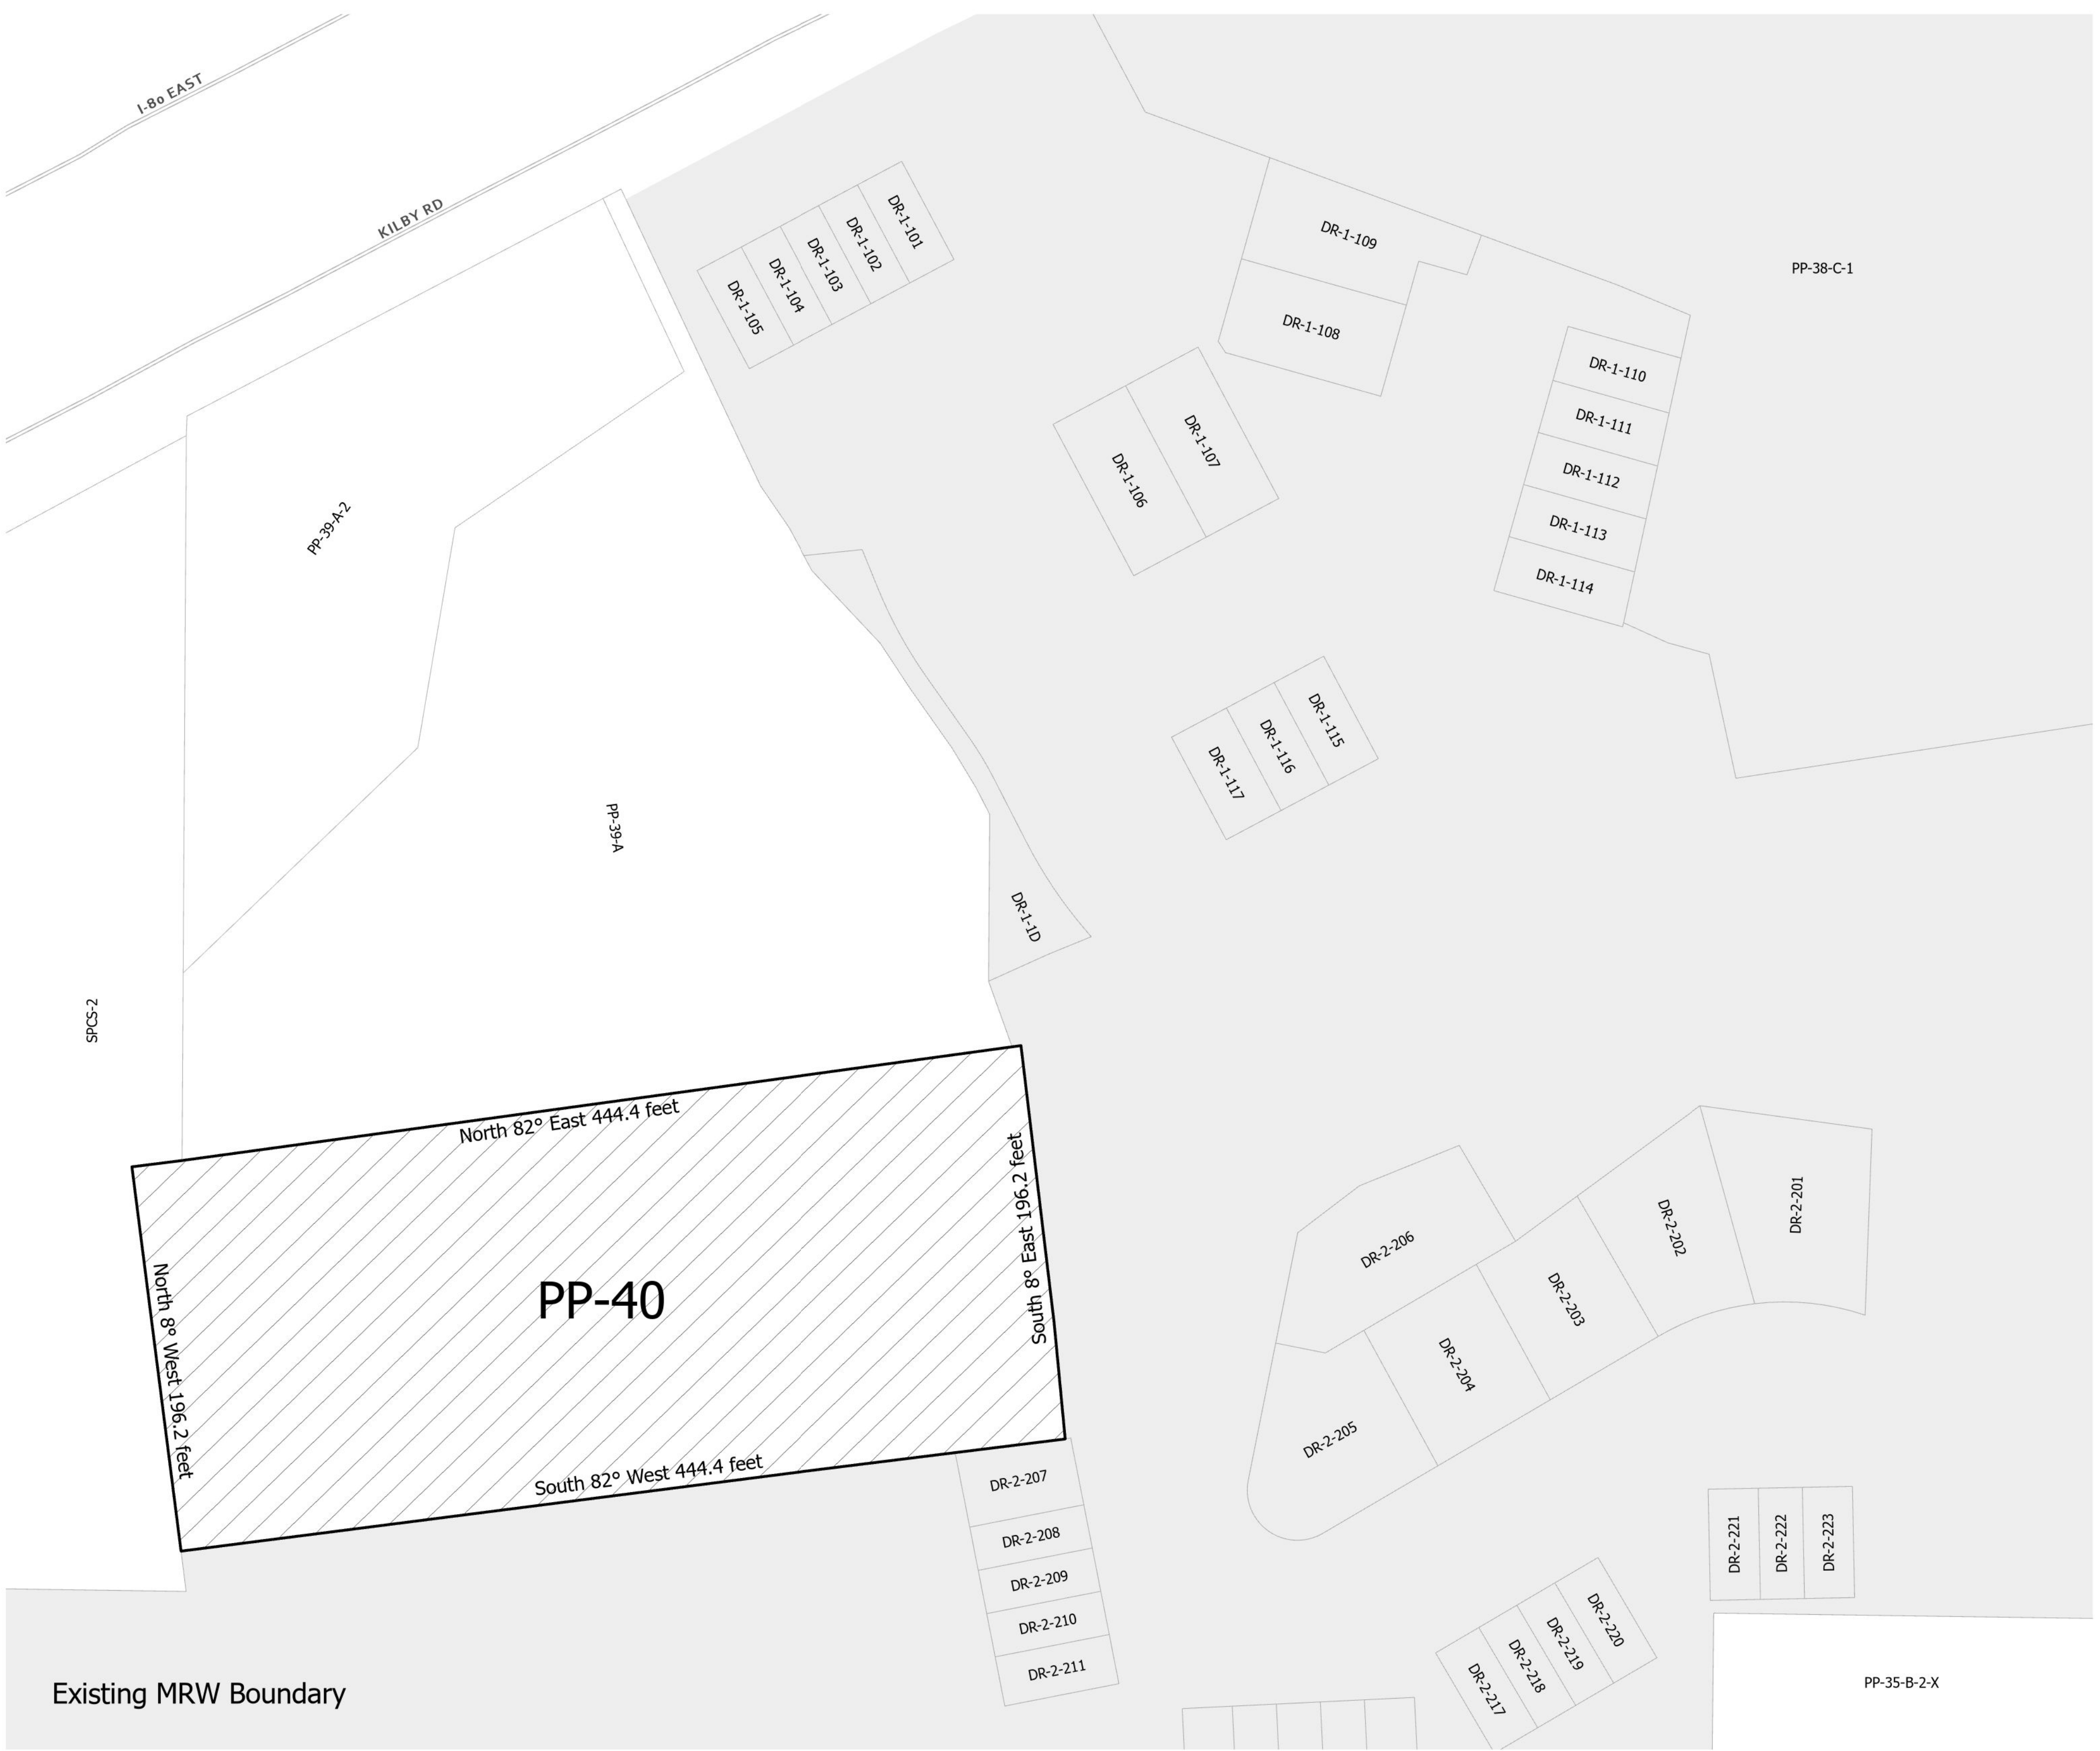 I-80 EAST
KILBY RD
DR-1-101
DR-1-102
DR-1-103
DR-1-104
DR-1-105
DR-1-109
DR-1-108
PP-38-C-1
DR-1-107
DR-1-106
DR-1-110
DR-1-111
DR-1-112
DR-1-113
DR-1-114
PP-39-A-2
DR-1-115
DR-1-116
DR-1-117
PP-39-A
DR-1-1D
SPCS-2
North 82° East 444.4 feet
South 8° East 196.2 feet
PP-40
North 8° West 196.2 feet
South 82° West 444.4 feet
DR-2-201
DR-2-202
DR-2-206
DR-2-203
DR-2-204
DR-2-205
DR-2-207
DR-2-208
DR-2-209
DR-2-210
DR-2-211
DR-2-221
DR-2-222
DR-2-223
DR-2-220
DR-2-219
DR-2-218
DR-2-217
PP-35-B-2-X
Existing MRW Boundary